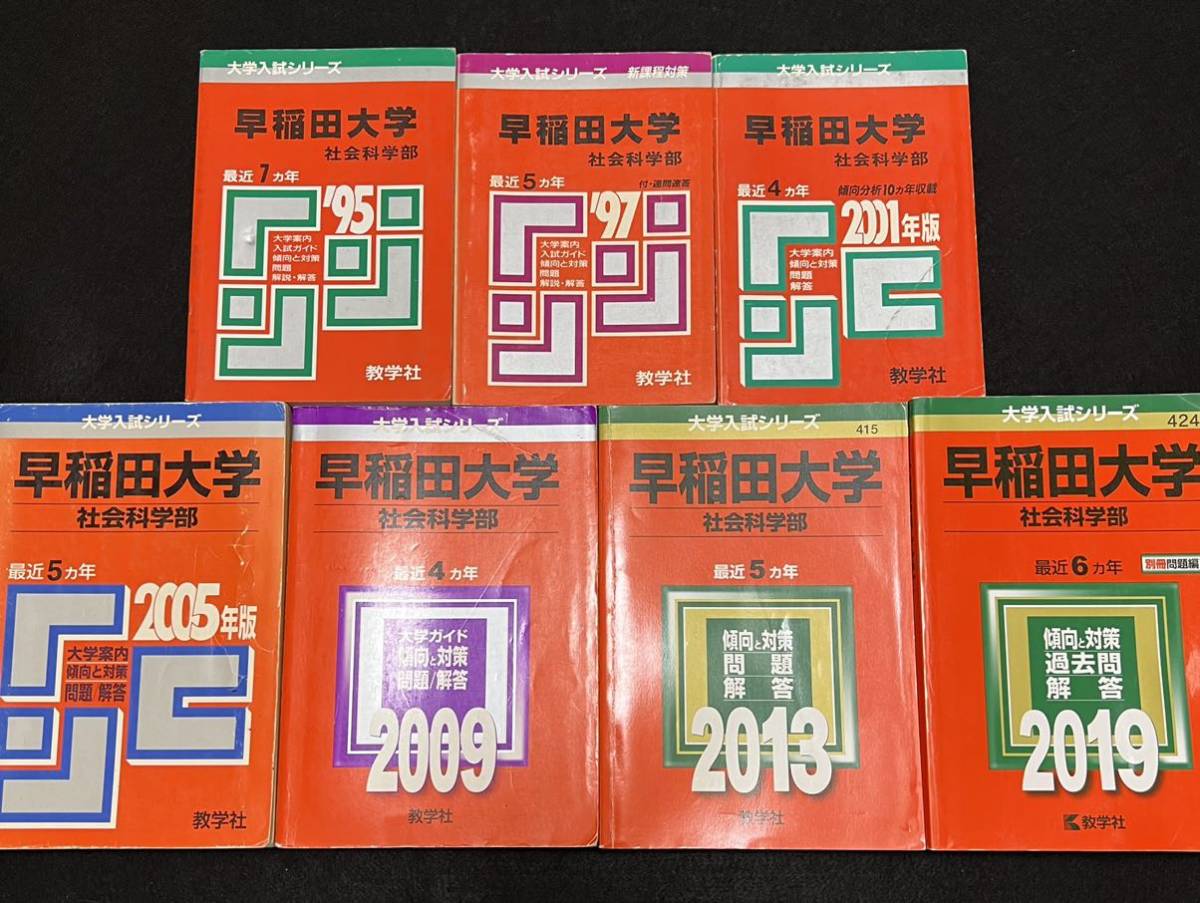 大学入試シリーズ
早稲田大学
社会科学部
最近7ヵ年
'95
大学案内
入試ガイド
傾向と対策
問題
解説・解答
教学社
大学入試シリーズ 新課程対策
早稲田大学
社会科学部
最近5ヵ年
付・速問速答
'97
大学案内
入試ガイド
傾向と対策
問題
解説・解答
教学社
大学入試シリーズ
早稲田大学
社会科学部
最近4ヵ年
傾向分析10ヵ年収載
2001年版
大学案内
傾向と対策
問題
解答
教学社
大学入試シリーズ
早稲田大学
社会科学部
最近5ヵ年
2005年版
大学案内
傾向と対策
問題/解答
教学社
大学入試シリーズ
早稲田大学
社会科学部
最近4ヵ年
大学ガイド
傾向と対策
問題/解答
2009
教学社
大学入試シリーズ
415
早稲田大学
社会科学部
最近5ヵ年
傾向と対策
問題
解答
2013
教学社
大学入試シリーズ
424
早稲田大学
社会科学部
最近6ヵ年
別冊問題編
傾向と対策
過去問
解答
2019
教学社